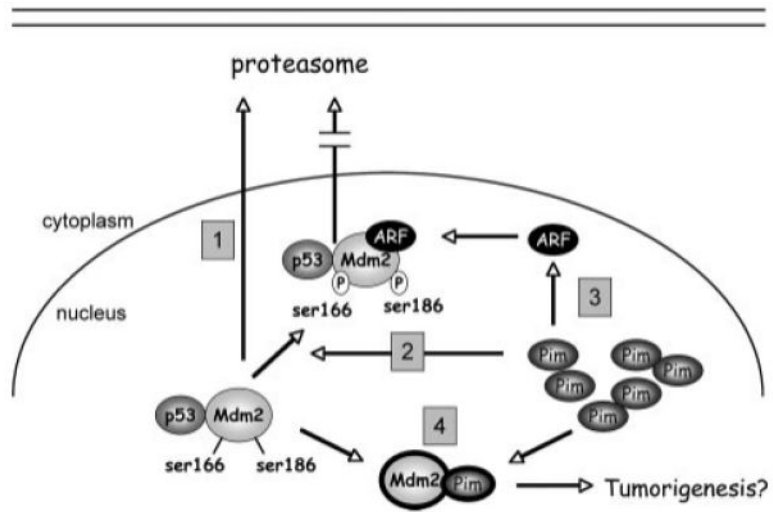 proteasome
cytoplasm
1
ARF
ARF
p53
Mdm2
P
P
ser166
ser186
3
nucleus
2
Pim
Pim
Pim
Pim
Pim
Pim
p53
Mdm2
4
ser166
ser186
Mdm2
Pim
Tumorigenesis?